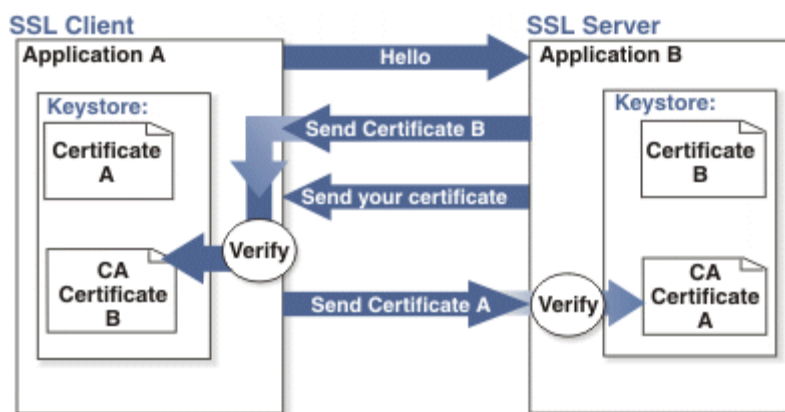 SSL Client
SSL Server
Application A
Hello
Application B
Keystore:
Keystore:
Certificate
A
Send Certificate B
Certificate
B
Send your certificate
Verify
CA
Certificate
B
Send Certificate A
Verify
CA
Certificate
A